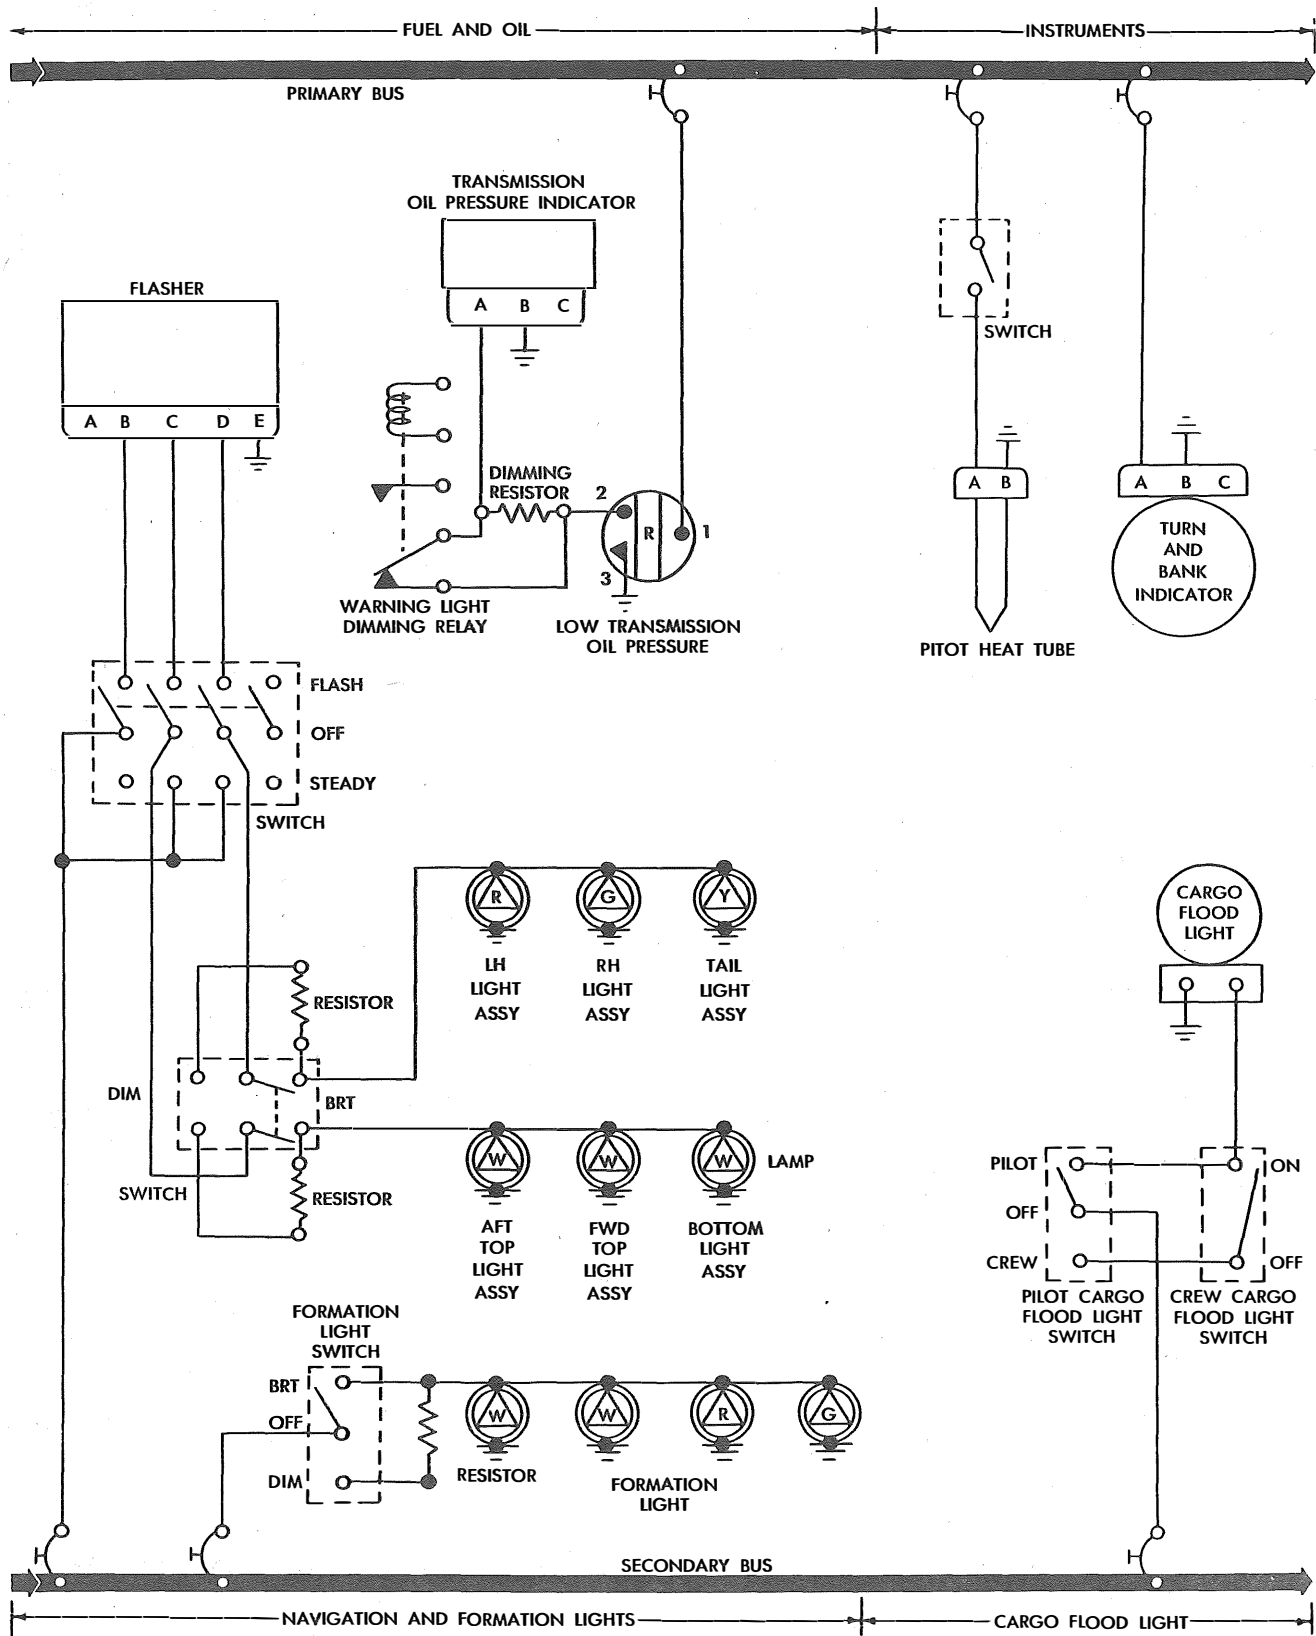 FUEL AND OIL
INSTRUMENTS
PRIMARY BUS
TRANSMISSION
OIL PRESSURE INDICATOR
A B C
FLASHER
A B C D E
SWITCH
DIMMING
RESISTOR
2
R
1
3
WARNING LIGHT
DIMMING RELAY
LOW TRANSMISSION
OIL PRESSURE
A B
PITOT HEAT TUBE
A B C
TURN
AND
BANK
INDICATOR
FLASH
OFF
STEADY
SWITCH
R
G
Y
LH
LIGHT
ASSY
RH
LIGHT
ASSY
TAIL
LIGHT
ASSY
CARGO
FLOOD
LIGHT
RESISTOR
DIM
BRT
SWITCH
RESISTOR
W
W
W
LAMP
AFT
TOP
LIGHT
ASSY
FWD
TOP
LIGHT
ASSY
BOTTOM
LIGHT
ASSY
PILOT
OFF
CREW
ON
OFF
PILOT CARGO
FLOOD LIGHT
SWITCH
CREW CARGO
FLOOD LIGHT
SWITCH
FORMATION
LIGHT
SWITCH
BRT
OFF
DIM
W
W
R
G
RESISTOR
FORMATION
LIGHT
SECONDARY BUS
NAVIGATION AND FORMATION LIGHTS
CARGO FLOOD LIGHT